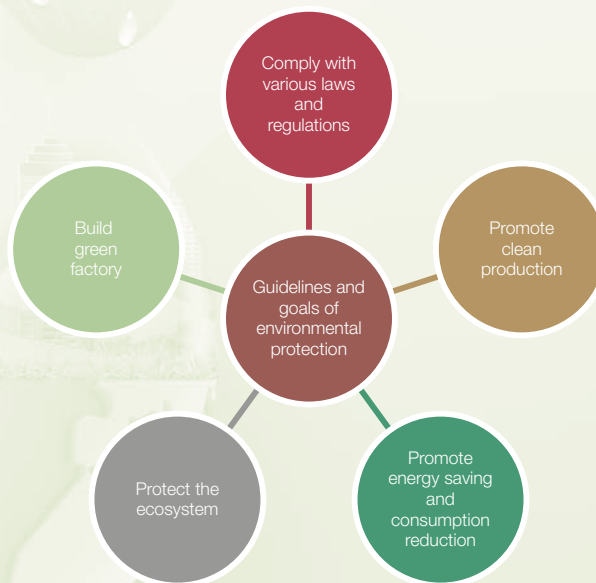 Comply with
various laws
and
regulations
Build
green
factory
Promote
clean
production
Guidelines and
goals of
environmental
protection
Protect the
ecosystem
Promote
energy saving
and
consumption
reduction